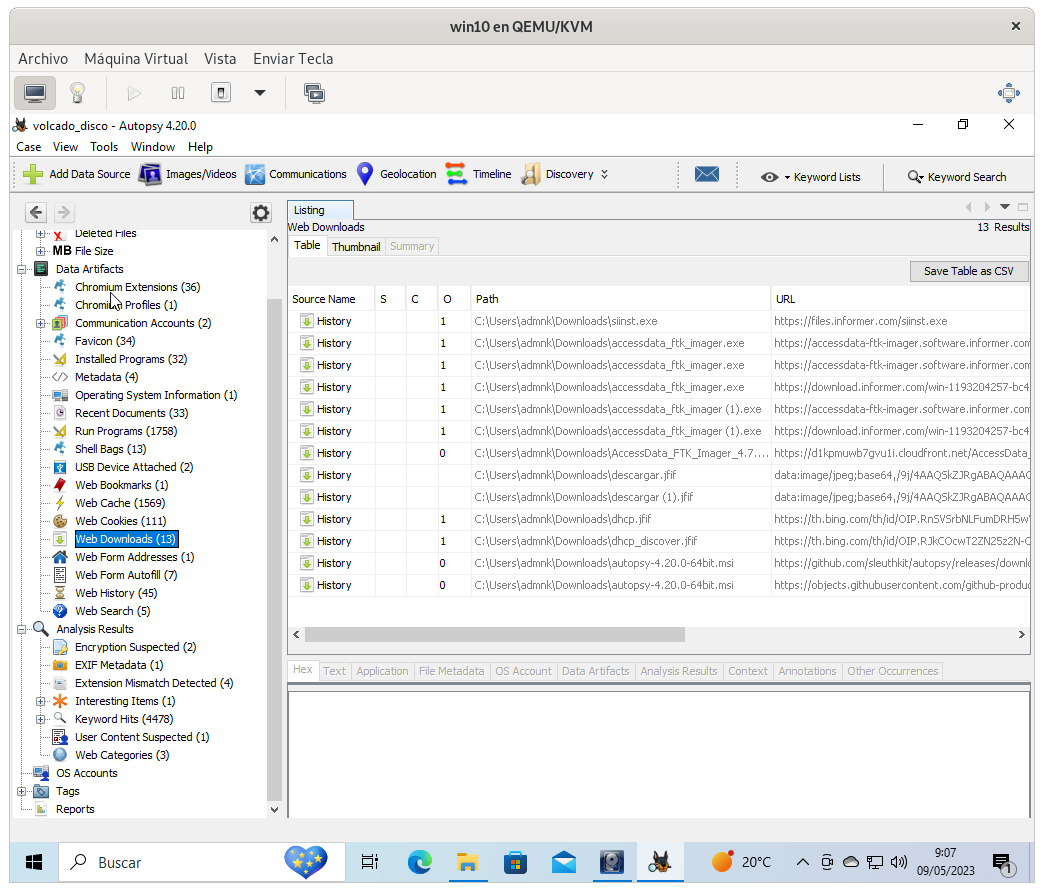 win10 en QEMU/KVM
Archivo Máquina Virtual Vista Enviar Tecla
volcado_disco - Autopsy 4.20.0
Case View Tools Window Help
Add Data Source Images/Videos Communications Geolocation Timeline Discovery Keyword Lists Keyword Search
Deleted Files
MB File Size
Data Artifacts
Chromium Extensions (36)
Chromium Profiles (1)
Communication Accounts (2)
Favicon (34)
Installed Programs (32)
Metadata (4)
Operating System Information (1)
Recent Documents (33)
Run Programs (1758)
Shell Bags (13)
USB Device Attached (2)
Web Bookmarks (1)
Web Cache (1569)
Web Cookies (111)
Web Downloads (13)
Web Form Addresses (1)
Web Form Autofill (7)
Web History (45)
Web Search (5)
Analysis Results
Encryption Suspected (2)
EXIF Metadata (1)
Extension Mismatch Detected (4)
Interesting Items (1)
Keyword Hits (4478)
User Content Suspected (1)
Web Categories (3)
OS Accounts
Tags
Reports
Listing
Web Downloads 13 Results
Table Thumbnail Summary
Save Table as CSV
Source Name S C O Path URL
History 1 C:\Users\admnk\Downloads\siinst.exe https://files.informer.com/siinst.exe
History 1 C:\Users\admnk\Downloads\accessdata_ftk_imager.exe https://accessdata-ftk-imager.software.informer.com
History 1 C:\Users\admnk\Downloads\accessdata_ftk_imager.exe https://accessdata-ftk-imager.software.informer.com
History 1 C:\Users\admnk\Downloads\accessdata_ftk_imager.exe https://download.informer.com/win-1193204257-bc4
History 1 C:\Users\admnk\Downloads\accessdata_ftk_imager (1).exe https://accessdata-ftk-imager.software.informer.com
History 1 C:\Users\admnk\Downloads\accessdata_ftk_imager (1).exe https://download.informer.com/win-1193204257-bc4
History 0 C:\Users\admnk\Downloads\AccessData_FTK_Imager_4.7.... https://d1kpmuwb7gvu1i.cloudfront.net/AccessData_
History C:\Users\admnk\Downloads\descargar.jfif data:image/jpeg;base64,/9j/4AAQSkZJRgABAQAAAQ
History C:\Users\admnk\Downloads\descargar (1).jfif data:image/jpeg;base64,/9j/4AAQSkZJRgABAQAAAQ
History 1 C:\Users\admnk\Downloads\dhcp.jfif https://th.bing.com/th/id/OIP.RnSVSrbNLFumDRH5w
History 1 C:\Users\admnk\Downloads\dhcp_discover.jfif https://th.bing.com/th/id/OIP.RJkCOcwT2ZN25z2N-C
History 0 C:\Users\admnk\Downloads\autopsy-4.20.0-64bit.msi https://github.com/sleuthkit/autopsy/releases/downl
History 0 C:\Users\admnk\Downloads\autopsy-4.20.0-64bit.msi https://objects.githubusercontent.com/github-produ
Hex Text Application File Metadata OS Account Data Artifacts Analysis Results Context Annotations Other Occurrences
Buscar
20°C
9:07
09/05/2023
1